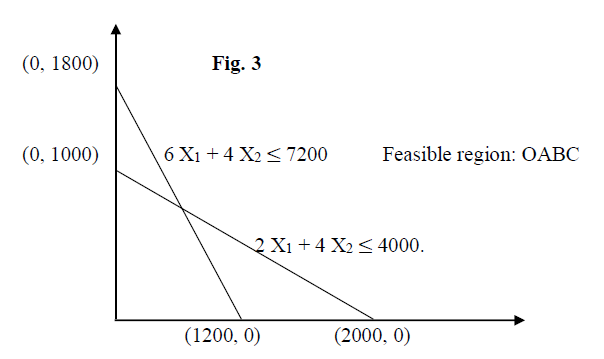 (0, 1800)
Fig. 3
(0, 1000)
6 X₁ + 4 X₂ ≤ 7200
Feasible region: OABC
2 X₁ + 4 X₂ ≤ 4000.
(1200, 0)
(2000, 0)